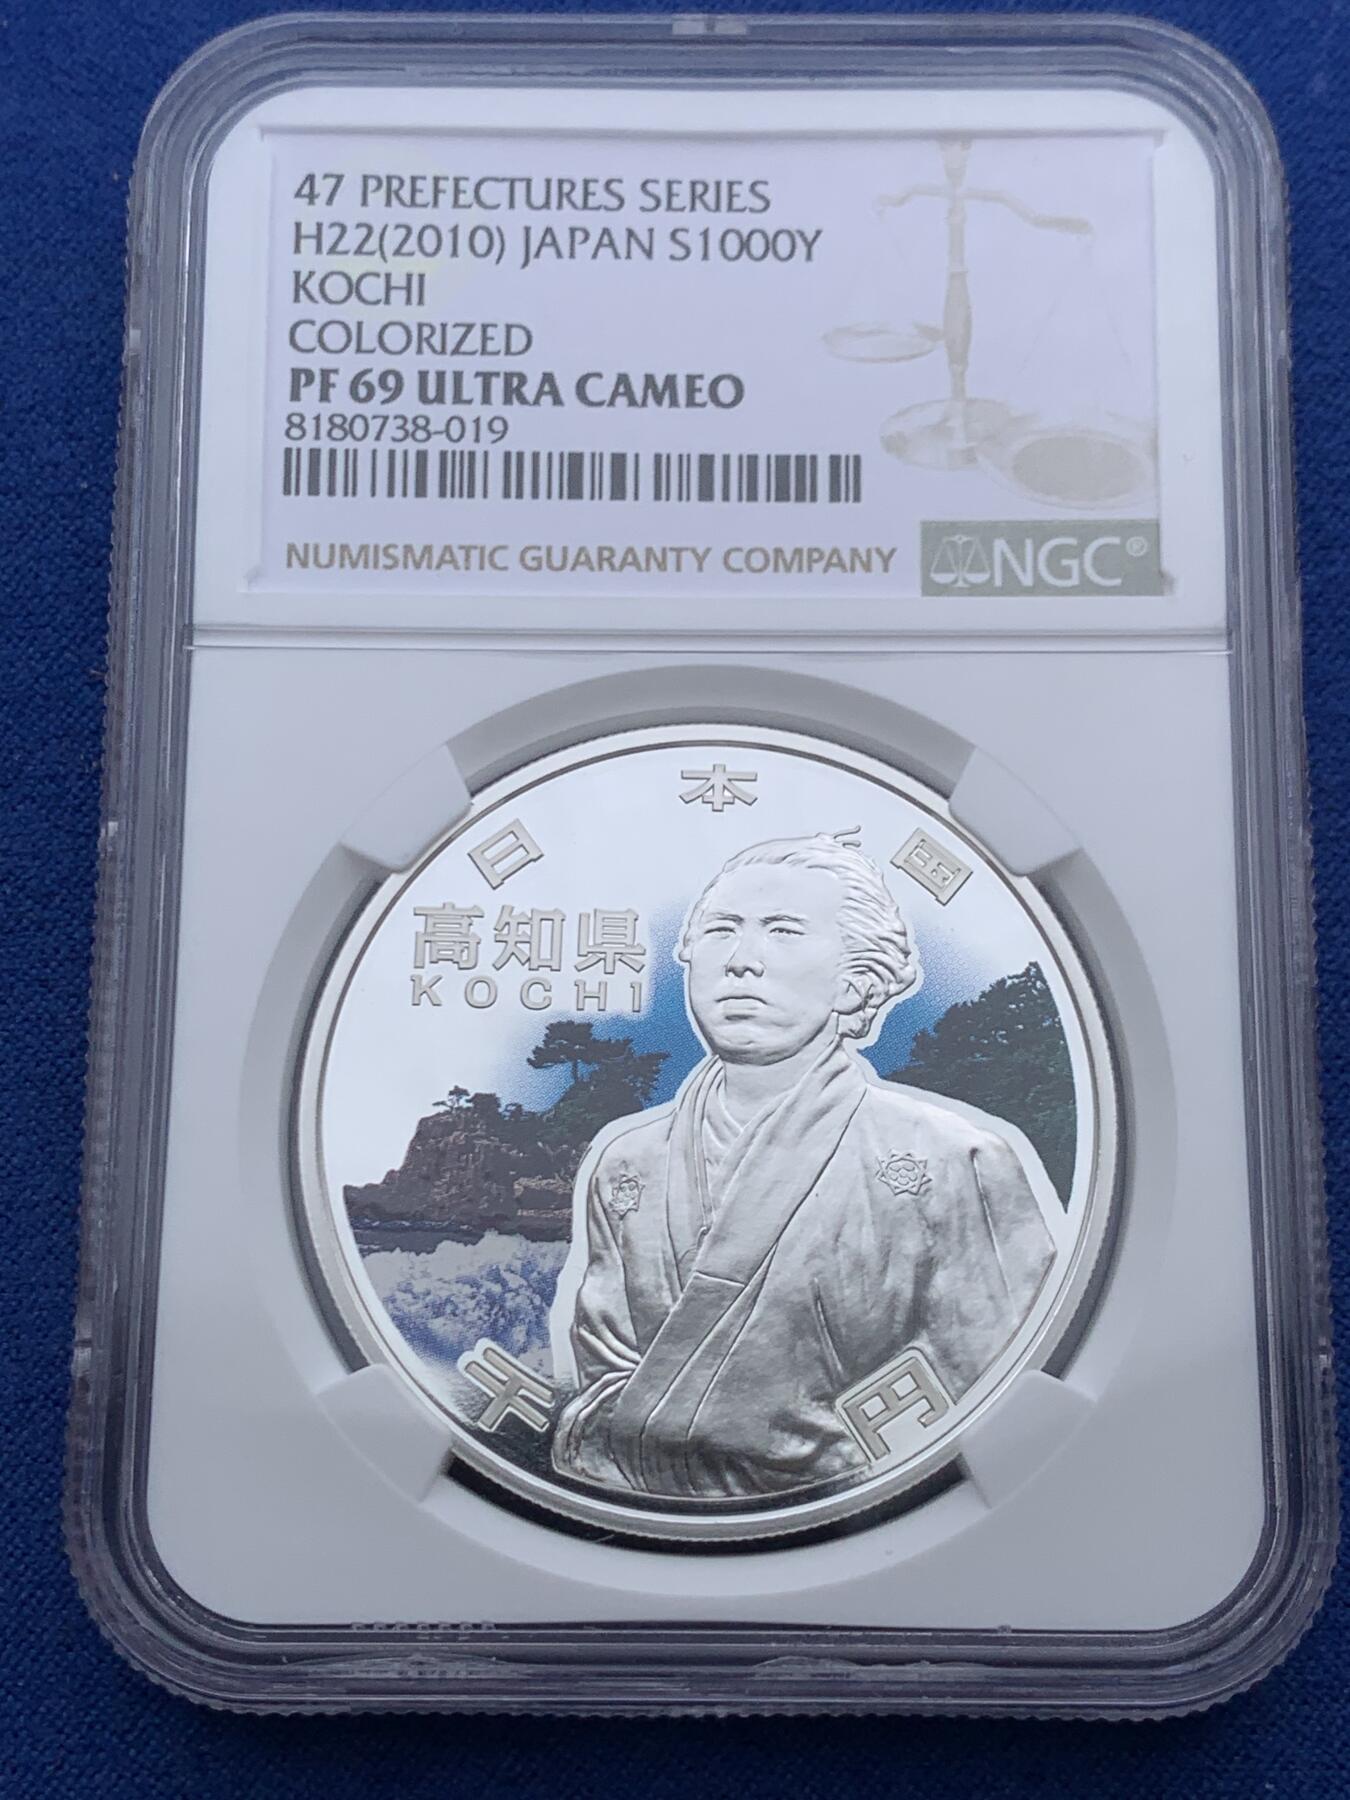 47 PREFECTURES SERIES
H22(2010) JAPAN S1000Y
KOCHI
COLORIZED
PF 69 ULTRA CAMEO
8180738-019
NUMISMATIC GUARANTY COMPANY
NGC®
日本国
高知県
KOCHI
千円